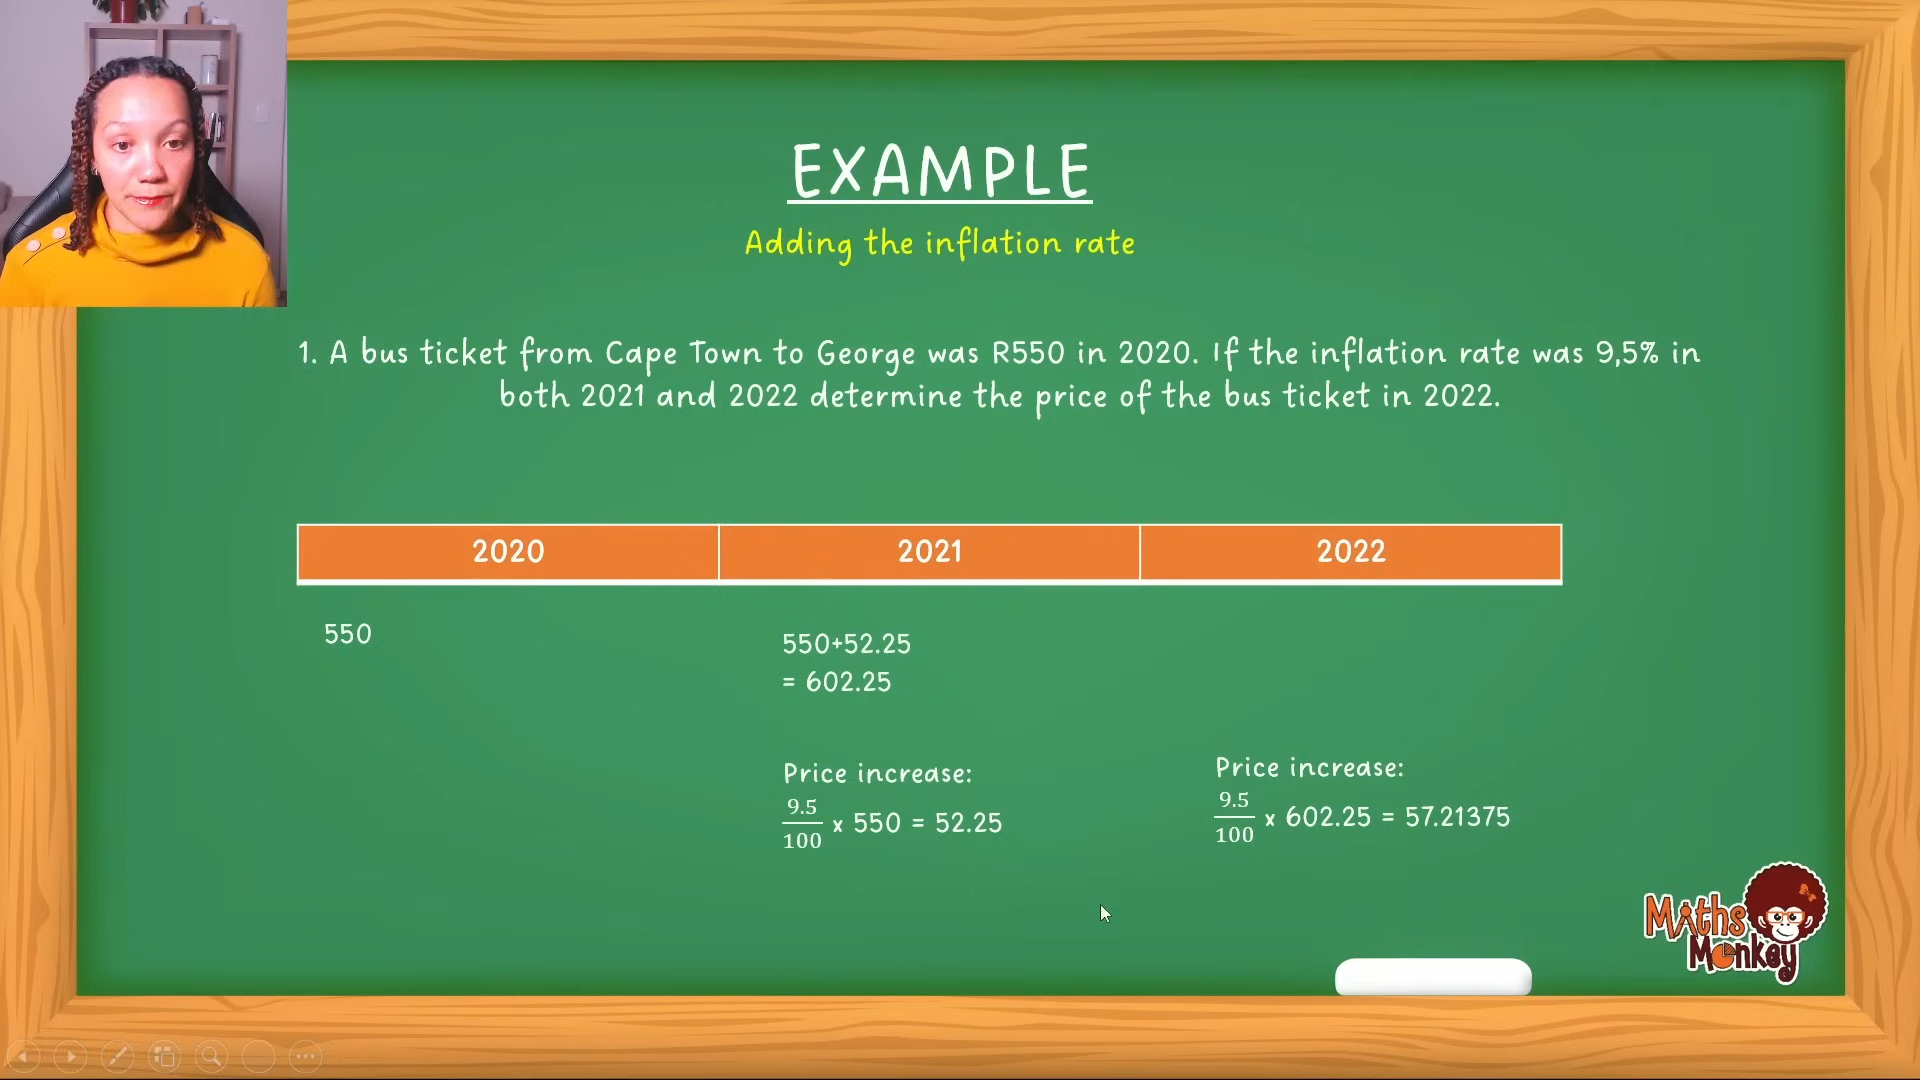 EXAMPLE
Adding the inflation rate
1. A bus ticket from Cape Town to George was R550 in 2020. If the inflation rate was 9,5% in
both 2021 and 2022 determine the price of the bus ticket in 2022.
2020 2021 2022
550
550+52.25
= 602.25
Price increase:
9.5/100 x 550 = 52.25
Price increase:
9.5/100 x 602.25 = 57.21375
Maths
Monkey